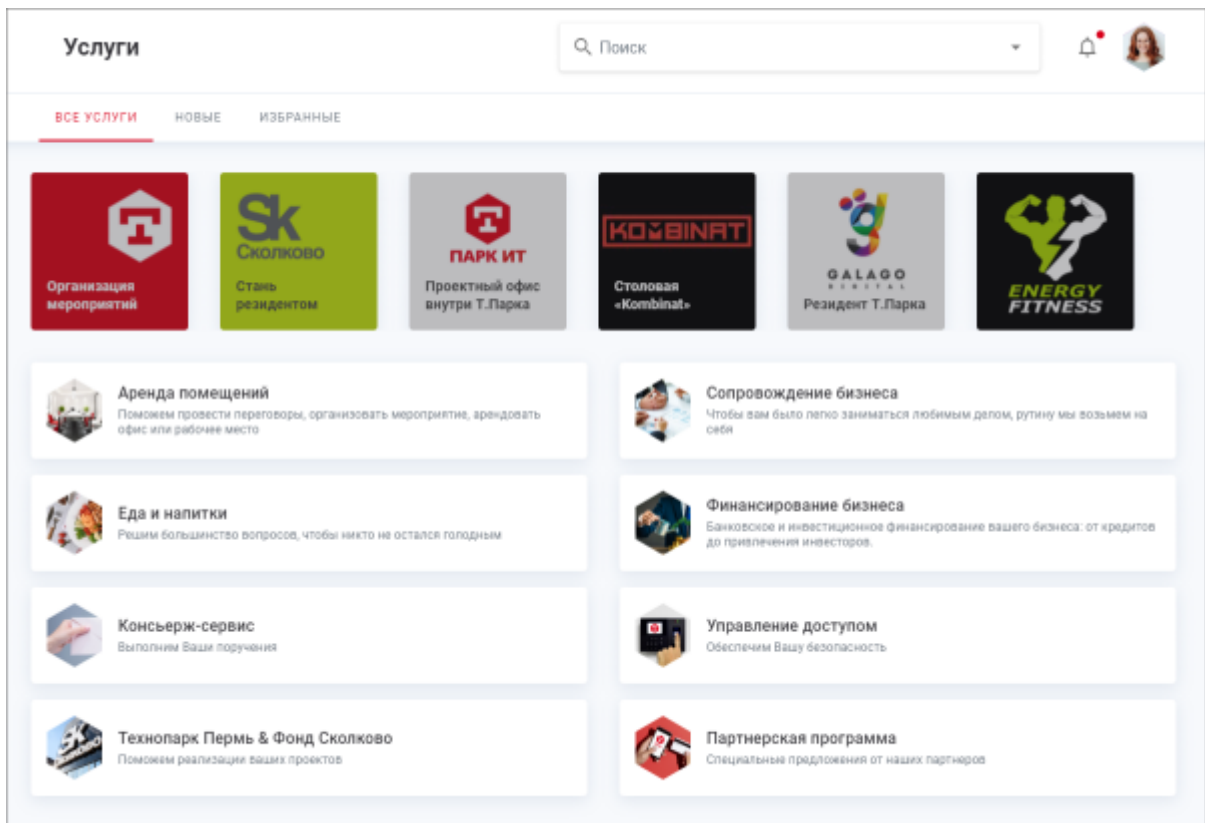 Услуги
Поиск
ВСЕ УСЛУГИ
НОВЫЕ
ИЗБРАННЫЕ
Организация
мероприятий
Sk
Сколково
Стань
резидентом
ПАРК ИТ
Проектный офис
внутри Т.Парка
KOMBINAT
Столовая
«Kombinat»
GALAGO
DIGITAL
Резидент Т.Парка
ENERGY
FITNESS
Аренда помещений
Поможем провести переговоры, организовать мероприятие, арендовать
офис или рабочее место
Сопровождение бизнеса
Чтобы вам было легко заниматься любимым делом, рутину мы возьмем на
себя
Еда и напитки
Решим большинство вопросов, чтобы никто не остался голодным
Финансирование бизнеса
Банковское и инвестиционное финансирование вашего бизнеса: от кредитов
до привлечения инвесторов.
Консьерж-сервис
Выполним Ваши поручения
Управление доступом
Обеспечим Вашу безопасность
Технопарк Пермь & Фонд Сколково
Поможем реализации ваших проектов
Партнерская программа
Специальные предложения от наших партнеров